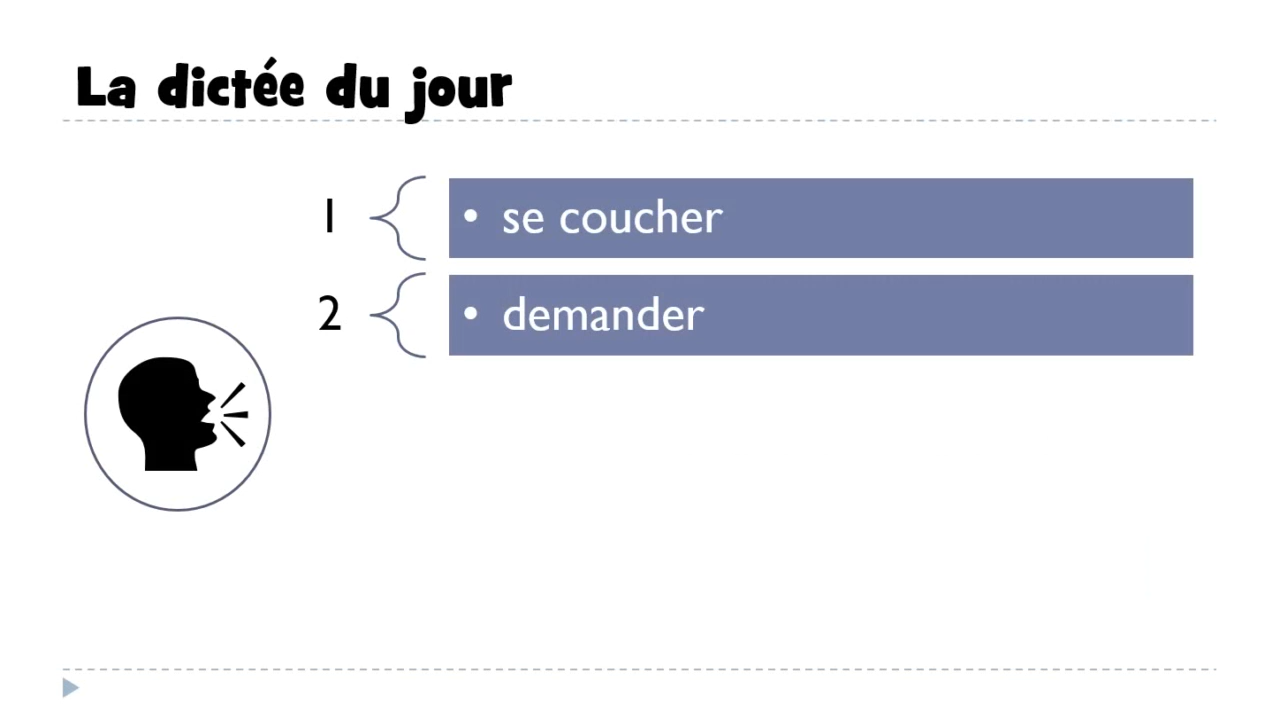 La dictée du jour
1
• se coucher
2
• demander